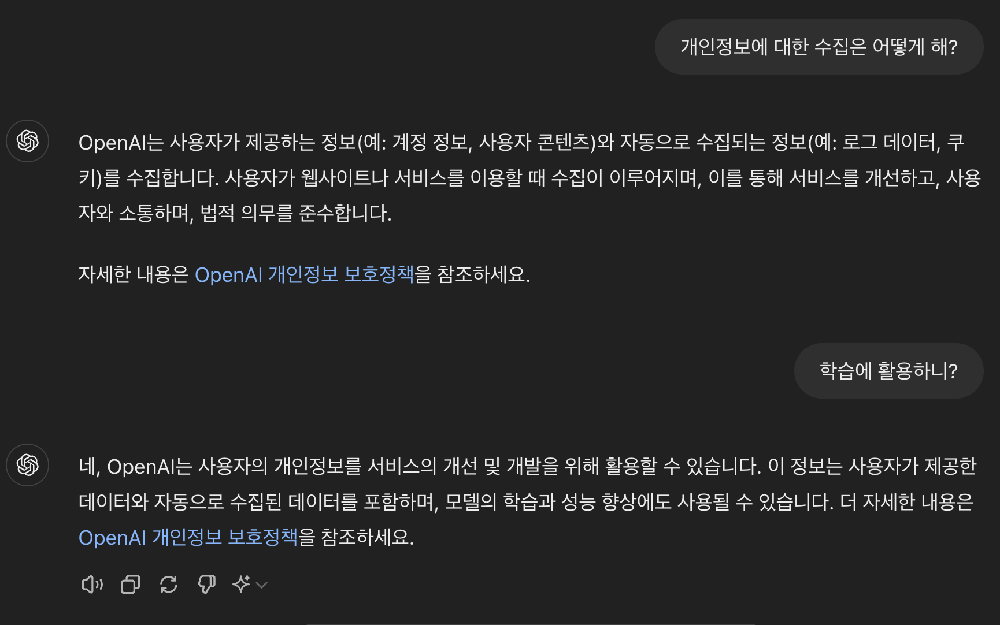 개인정보에 대한 수집은 어떻게 해?
OpenAI는 사용자가 제공하는 정보(예: 계정 정보, 사용자 콘텐츠)와 자동으로 수집되는 정보(예: 로그 데이터, 쿠
키)를 수집합니다. 사용자가 웹사이트나 서비스를 이용할 때 수집이 이루어지며, 이를 통해 서비스를 개선하고, 사용
자와 소통하며, 법적 의무를 준수합니다.
자세한 내용은 OpenAI 개인정보 보호정책을 참조하세요.
학습에 활용하니?
네, OpenAI는 사용자의 개인정보를 서비스의 개선 및 개발을 위해 활용할 수 있습니다. 이 정보는 사용자가 제공한
데이터와 자동으로 수집된 데이터를 포함하며, 모델의 학습과 성능 향상에도 사용될 수 있습니다. 더 자세한 내용은
OpenAI 개인정보 보호정책을 참조하세요.